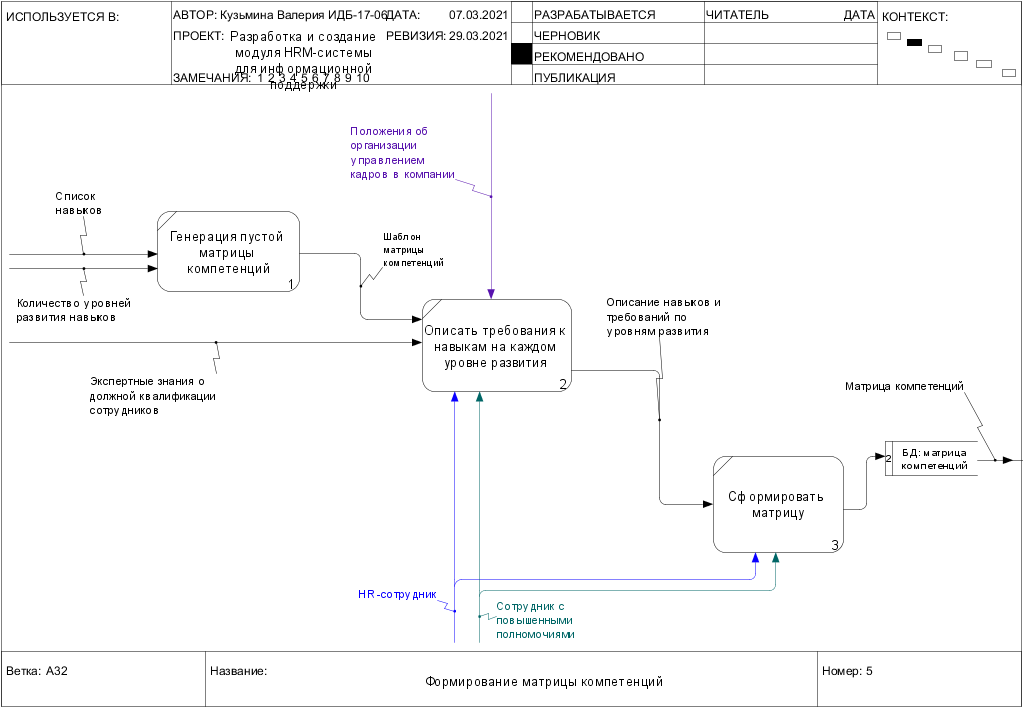 ИСПОЛЬЗУЕТСЯ В:
АВТОР: Кузьмина Валерия ИДБ-17-06
ДАТА: 07.03.2021
ПРОЕКТ: Разработка и создание
модуля HRM-системы
для информационной
поддержки
РЕВИЗИЯ: 29.03.2021
ЗАМЕЧАНИЯ: 1 2 3 4 5 6 7 8 9 10
РАЗРАБАТЫВАЕТСЯ
ЧЕРНОВИК
РЕКОМЕНДОВАНО
ПУБЛИКАЦИЯ
ЧИТАТЕЛЬ ДАТА
КОНТЕКСТ:
Положения об
организации
управлением
кадров в компании
Список
навыков
Генерация пустой
матрицы
компетенций
1
Шаблон
матрицы
компетенций
Количество уровней
развития навыков
Описать требования к
навыкам на каждом
уровне развития
2
Описание навыков и
требований по
уровням развития
Экспертные знания о
должной квалификации
сотрудников
Матрица компетенций
2
БД: матрица
компетенций
Сформировать
матрицу
3
HR-сотрудник
Сотрудник с
повышенными
полномочиями
Ветка: A32
Название:
Формирование матрицы компетенций
Номер: 5